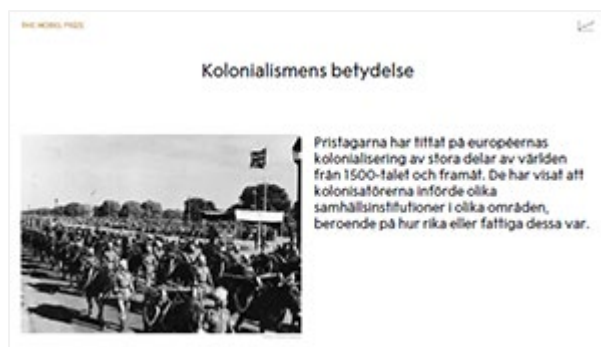 THE NOBEL PRIZE
Kolonialismens betydelse
Pristagarna har tittat på européernas
kolonialisering av stora delar av världen
från 1500-talet och framåt. De har visat att
kolonisatörerna införde olika
samhällsinstitutioner i olika områden,
beroende på hur rika eller fattiga dessa var.